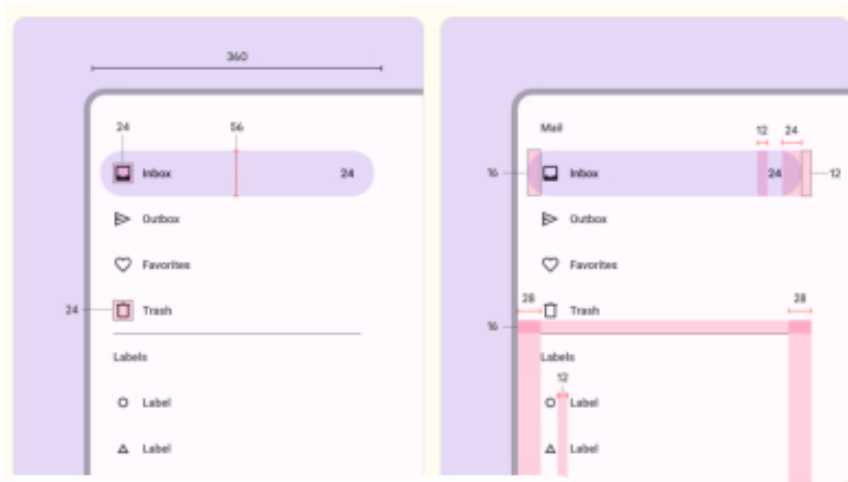 360
24 56
Inbox 24
Outbox
Favorites
24 Trash
Labels
Label
Label
Mail 12 24
16 Inbox 24 12
Outbox
Favorites
28 Trash 28
16
Labels
12
Label
Label